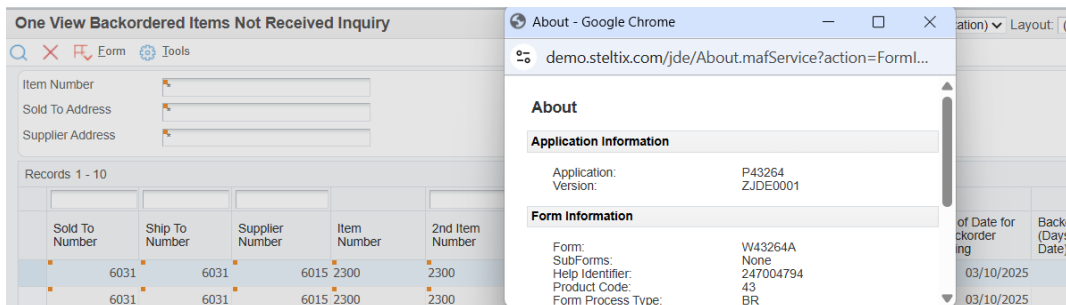 One View Backordered Items Not Received Inquiry
Form Tools
Item Number *
Sold To Address *
Supplier Address *
Records 1 - 10
Sold To Number Ship To Number Supplier Number Item Number 2nd Item Number
6031 6031 6015 2300 2300
6031 6031 6015 2300 2300
About - Google Chrome
demo.steltix.com/jde/About.mafService?action=FormI...
About
Application Information
Application: P43264
Version: ZJDE0001
Form Information
Form: W43264A
SubForms: None
Help Identifier: 247004794
Product Code: 43
Form Process Type: BR
ation) Layout: (
of Date for
Back
(Days
ing Date)
03/10/2025
03/10/2025